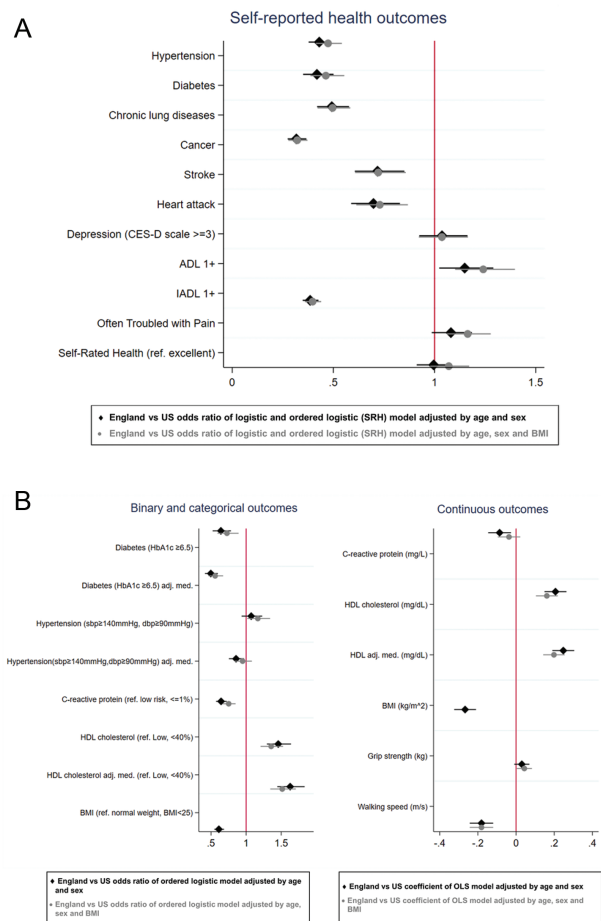 A
Self-reported health outcomes
Hypertension
Diabetes
Chronic lung diseases
Cancer
Stroke
Heart attack
Depression (CES-D scale >=3)
ADL 1+
IADL 1+
Often Troubled with Pain
Self-Rated Health (ref. excellent)
0 .5 1 1.5
England vs US odds ratio of logistic and ordered logistic (SRH) model adjusted by age and sex
England vs US odds ratio of logistic and ordered logistic (SRH) model adjusted by age, sex and BMI
B
Binary and categorical outcomes
Diabetes (HbA1c ≥6.5)
Diabetes (HbA1c ≥6.5) adj. med.
Hypertension (sbp≥140mmHg, dbp≥90mmHg)
Hypertension(sbp≥140mmHg,dbp≥90mmHg) adj. med.
C-reactive protein (ref. low risk, <=1%)
HDL cholesterol (ref. Low, <40%)
HDL cholesterol adj. med. (ref. Low, <40%)
BMI (ref. normal weight, BMI<25)
.5 1 1.5
England vs US odds ratio of ordered logistic model adjusted by age
and sex
England vs US odds ratio of ordered logistic model adjusted by age,
sex and BMI
Continuous outcomes
C-reactive protein (mg/L)
HDL cholesterol (mg/dL)
HDL adj. med. (mg/dL)
BMI (kg/m^2)
Grip strength (kg)
Walking speed (m/s)
-.4 -.2 0 .2 .4
England vs US coefficient of OLS model adjusted by age and sex
England vs US coefficient of OLS model adjusted by age, sex and
BMI